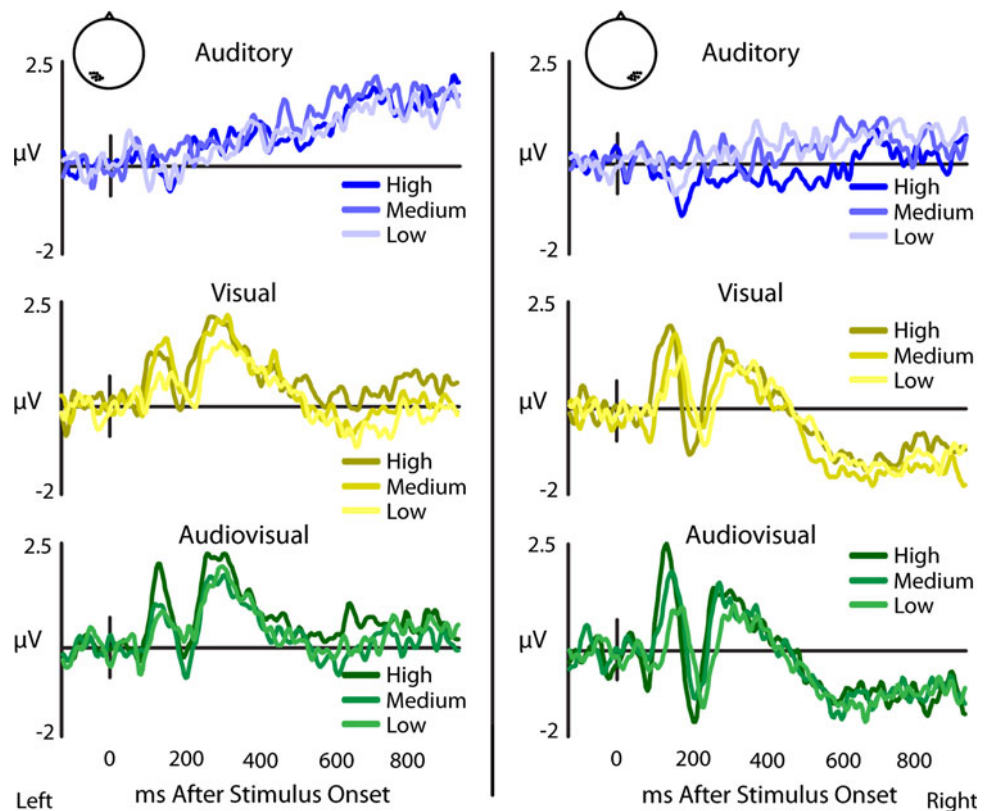 Auditory
2.5
μV
-2
High
Medium
Low
Visual
2.5
μV
-2
High
Medium
Low
Audiovisual
2.5
μV
-2
High
Medium
Low
0 200 400 600 800
Left ms After Stimulus Onset
Auditory
2.5
μV
-2
High
Medium
Low
Visual
2.5
μV
-2
High
Medium
Low
Audiovisual
2.5
μV
-2
High
Medium
Low
0 200 400 600 800
ms After Stimulus Onset Right